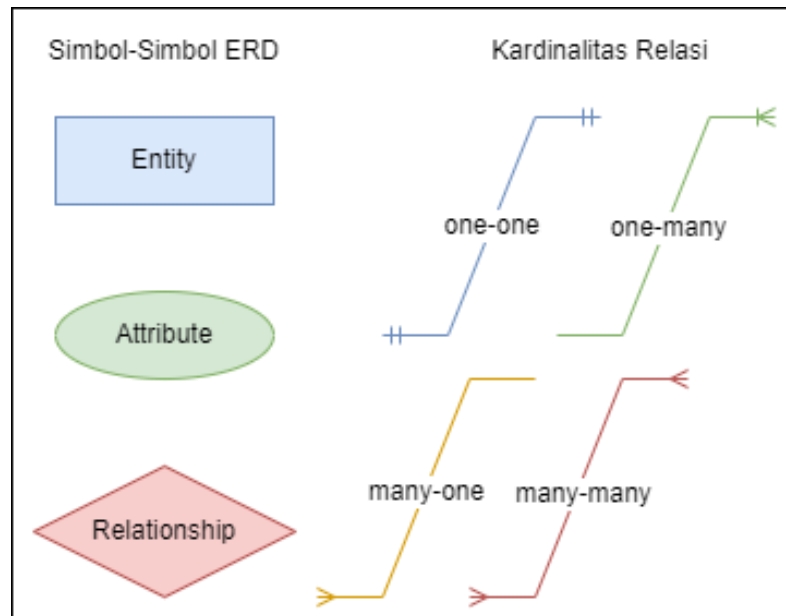 Simbol-Simbol ERD
Kardinalitas Relasi
Entity
one-one
one-many
Attribute
many-one
many-many
Relationship